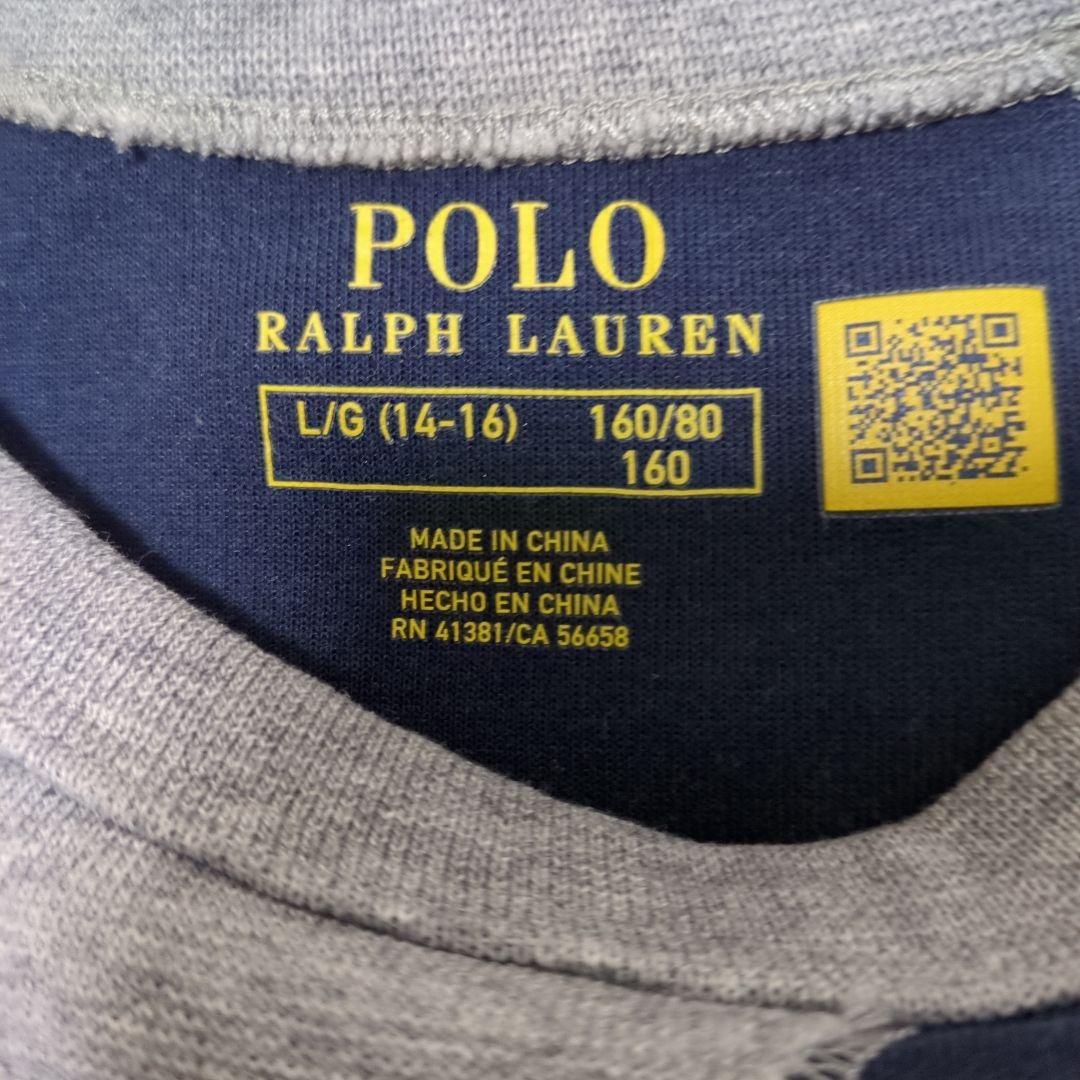 POLO
RALPH LAUREN
L/G (14-16) 160/80
160
MADE IN CHINA
FABRIQUÉ EN CHINE
HECHO EN CHINA
RN 41381/CA 56658